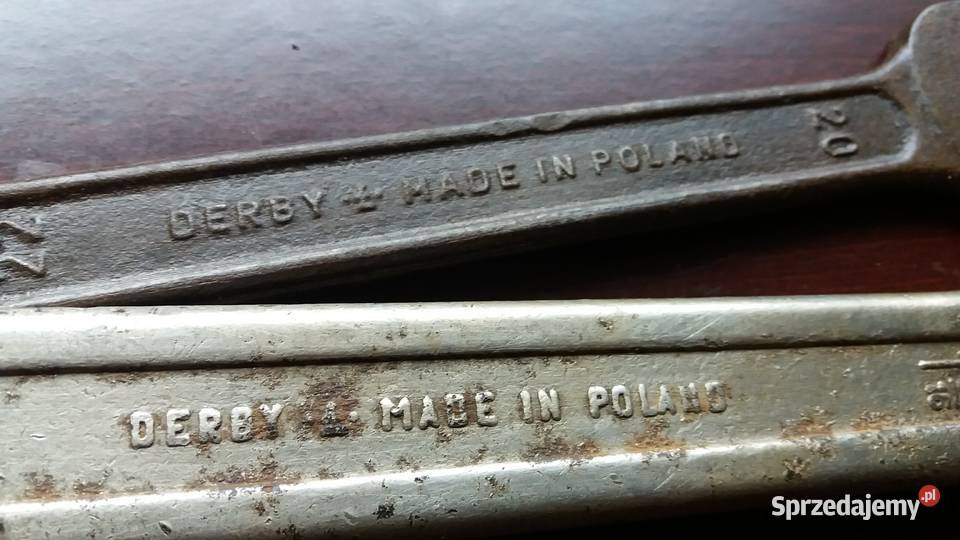 DERBY MADE IN POLAND 20
DERBY MADE IN POLAND
Sprzedajemy.pl